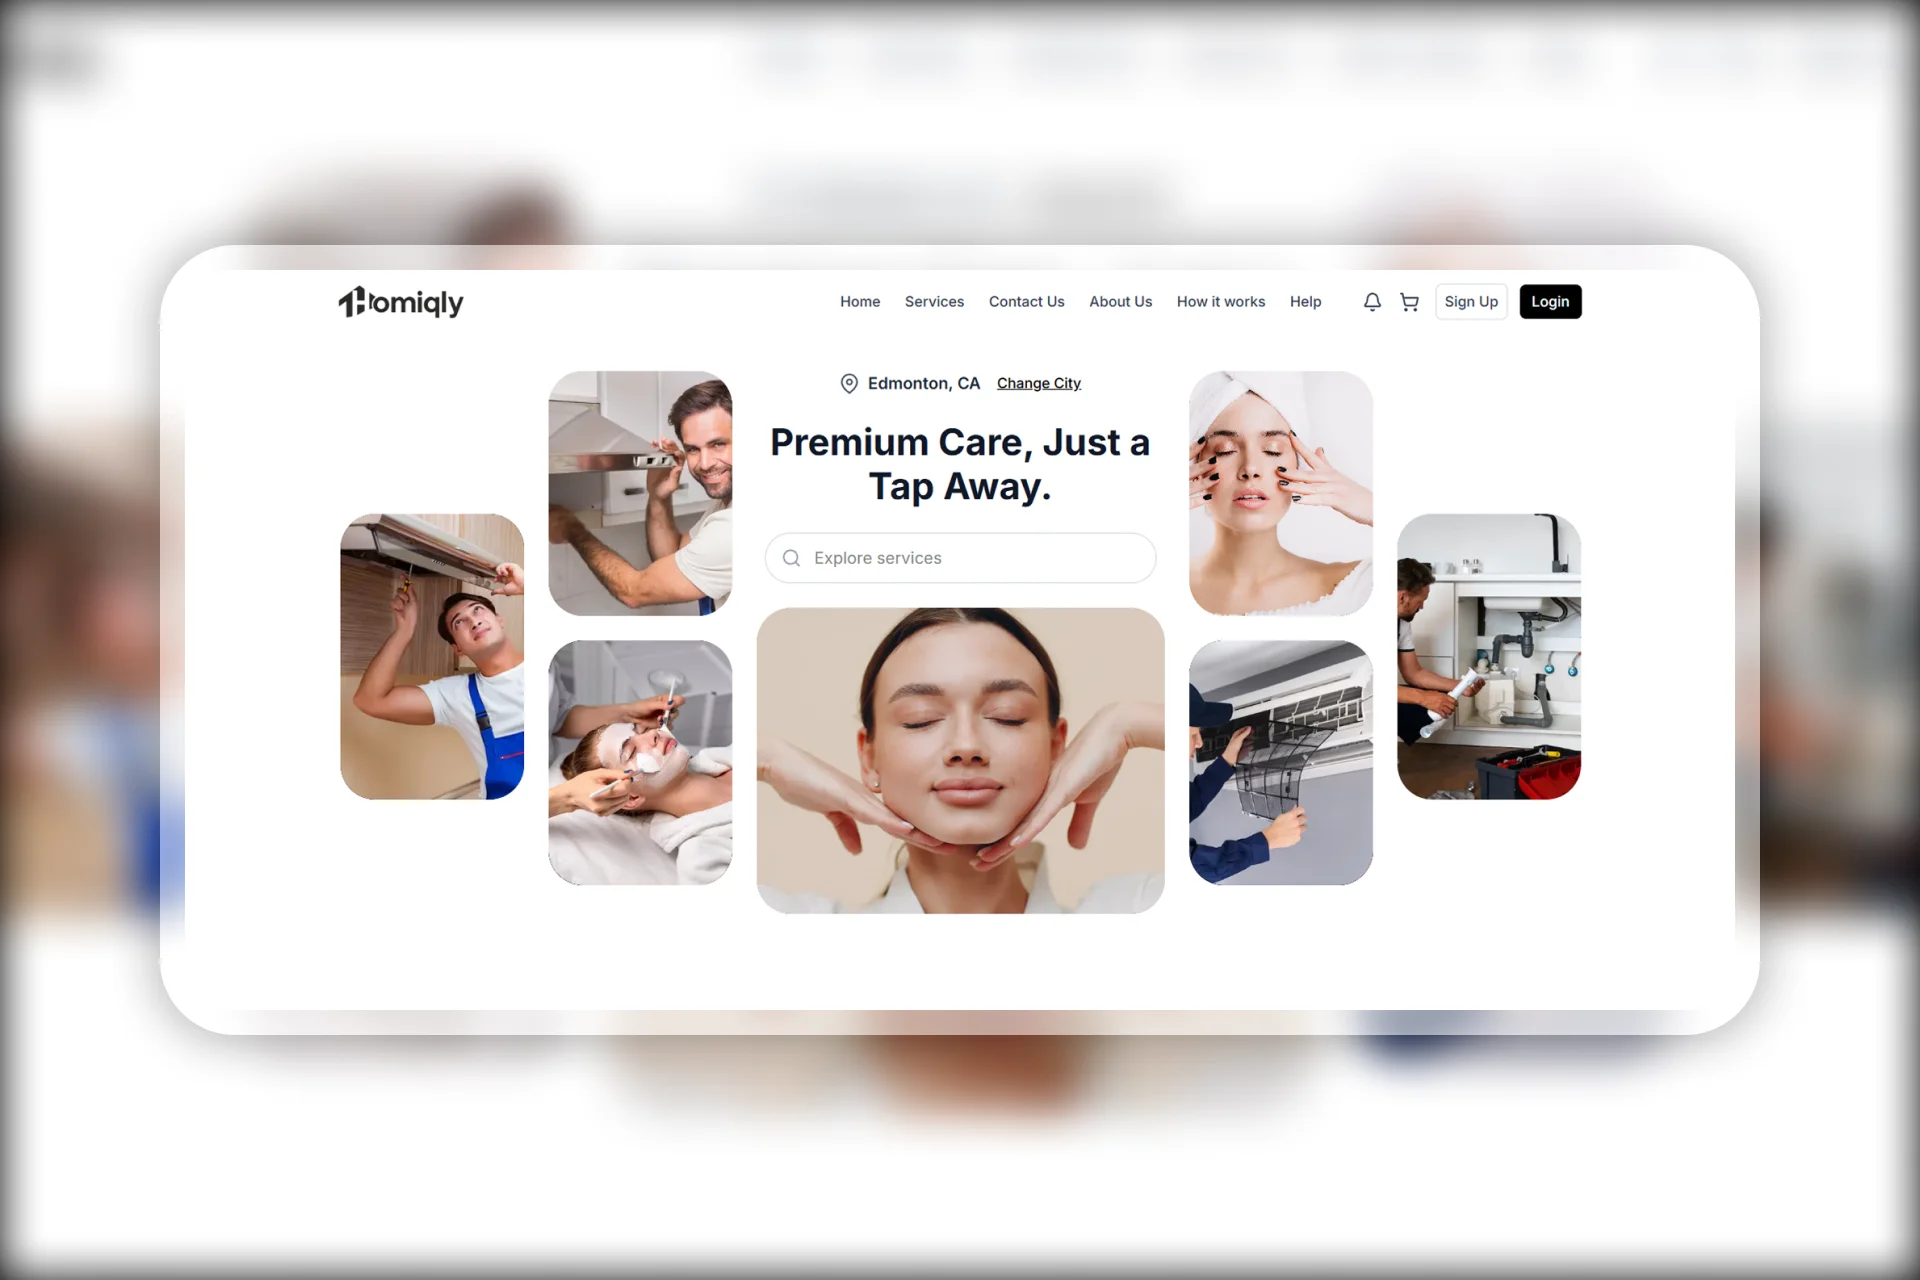 Homiqly
Home Services Contact Us About Us How it works Help Sign Up Login
Edmonton, CA Change City
Premium Care, Just a
Tap Away.
Explore services